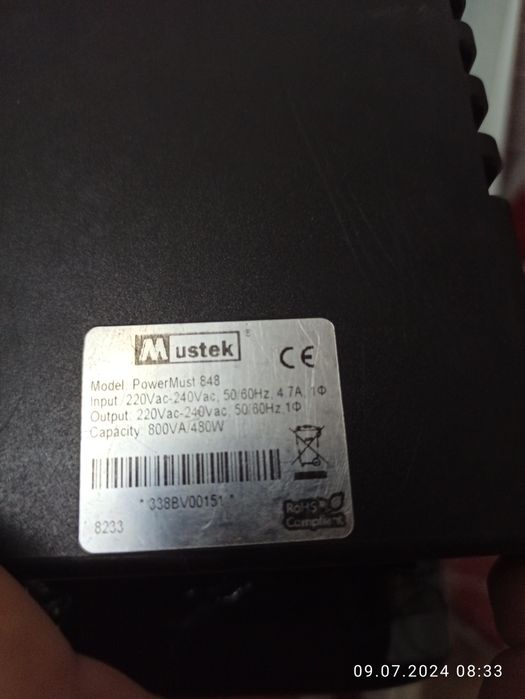 Mustek ®
CE
Model: PowerMust 848
Input: 220Vac-240Vac, 50/60Hz, 4.7A, 1Φ
Output: 220Vac-240Vac, 50/60Hz,1Φ
Capacity: 800VA/480W
* 338BV00151 *
RoHS
Compliant
8233
09.07.2024 08:33